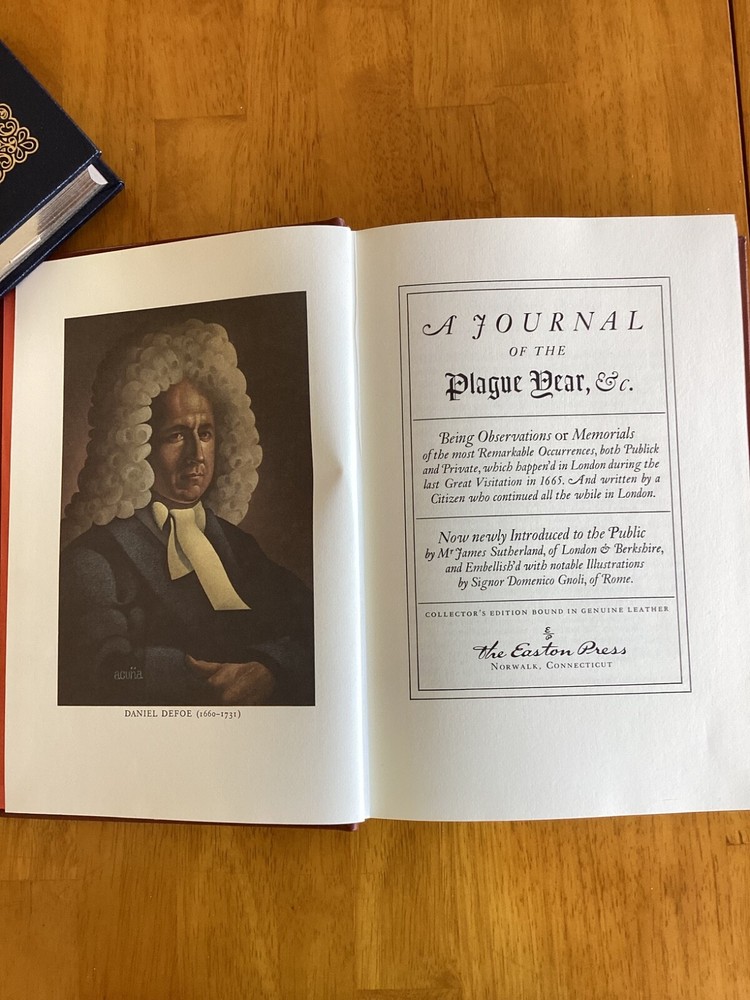 acuña
DANIEL DEFOE (1660–1731)
A JOURNAL
OF THE
Plague Year, &c.
Being Observations or Memorials
of the most Remarkable Occurrences, both Publick
and Private, which happen'd in London during the
last Great Visitation in 1665. And written by a
Citizen who continued all the while in London.
Now newly Introduced to the Public
by Mr James Sutherland, of London & Berkshire,
and Embellish'd with notable Illustrations
by Signor Domenico Gnoli, of Rome.
COLLECTOR'S EDITION BOUND IN GENUINE LEATHER
The Easton Press
NORWALK, CONNECTICUT